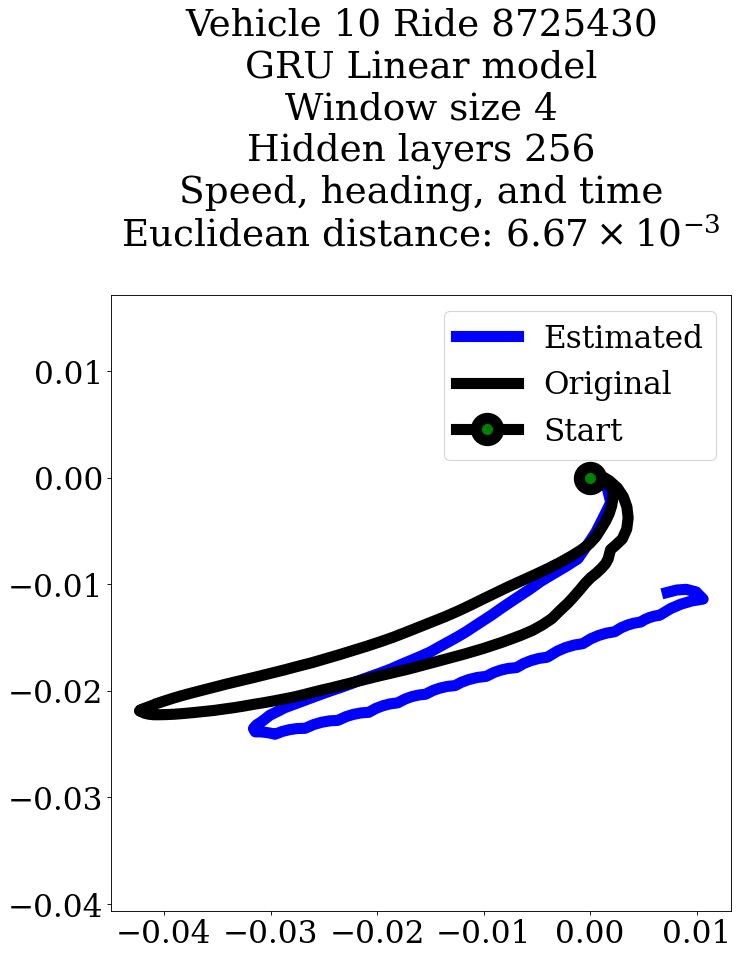 Vehicle 10 Ride 8725430
GRU Linear model
Window size 4
Hidden layers 256
Speed, heading, and time
Euclidean distance: 6.67 × 10⁻³
Estimated
Original
Start
0.01
0.00
−0.01
−0.02
−0.03
−0.04
−0.04 −0.03 −0.02 −0.01 0.00 0.01